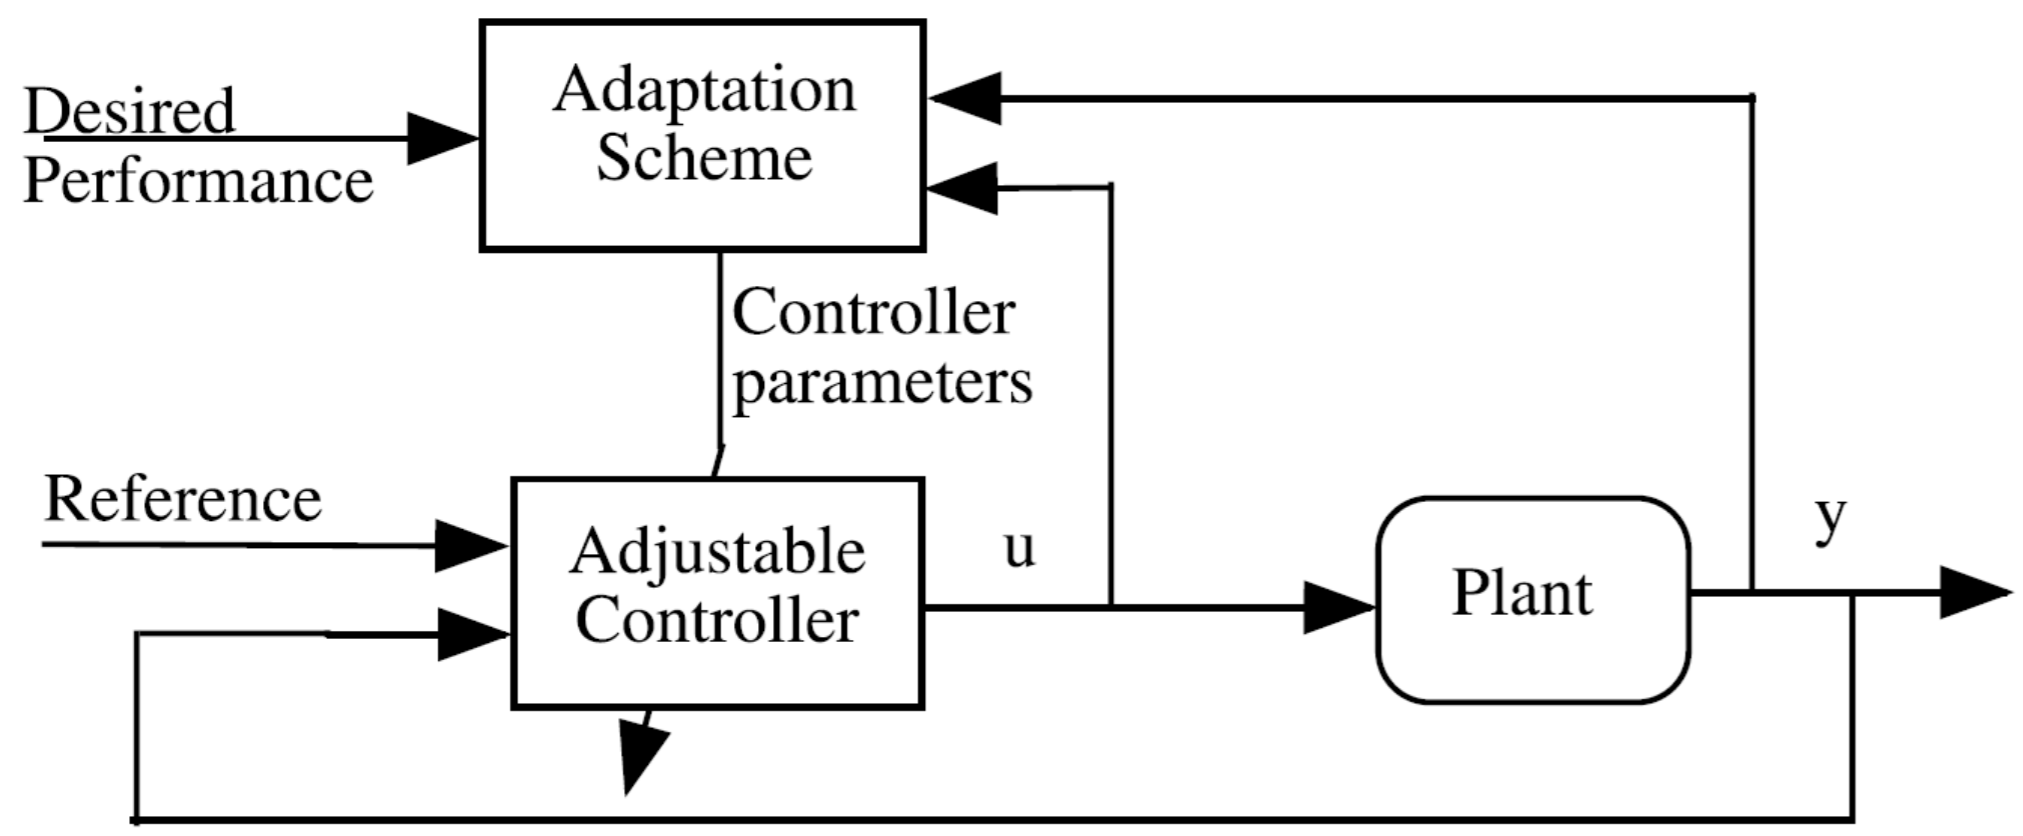 Desired
Performance
Adaptation
Scheme
Controller
parameters
Reference
Adjustable
Controller
u
Plant
y